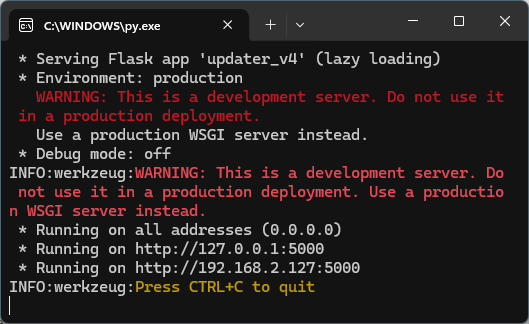 C:\WINDOWS\py.exe
* Serving Flask app 'updater_v4' (lazy loading)
* Environment: production
WARNING: This is a development server. Do not use it
in a production deployment.
Use a production WSGI server instead.
* Debug mode: off
INFO:werkzeug:WARNING: This is a development server. Do
not use it in a production deployment. Use a productio
n WSGI server instead.
* Running on all addresses (0.0.0.0)
* Running on http://127.0.0.1:5000
* Running on http://192.168.2.127:5000
INFO:werkzeug:Press CTRL+C to quit